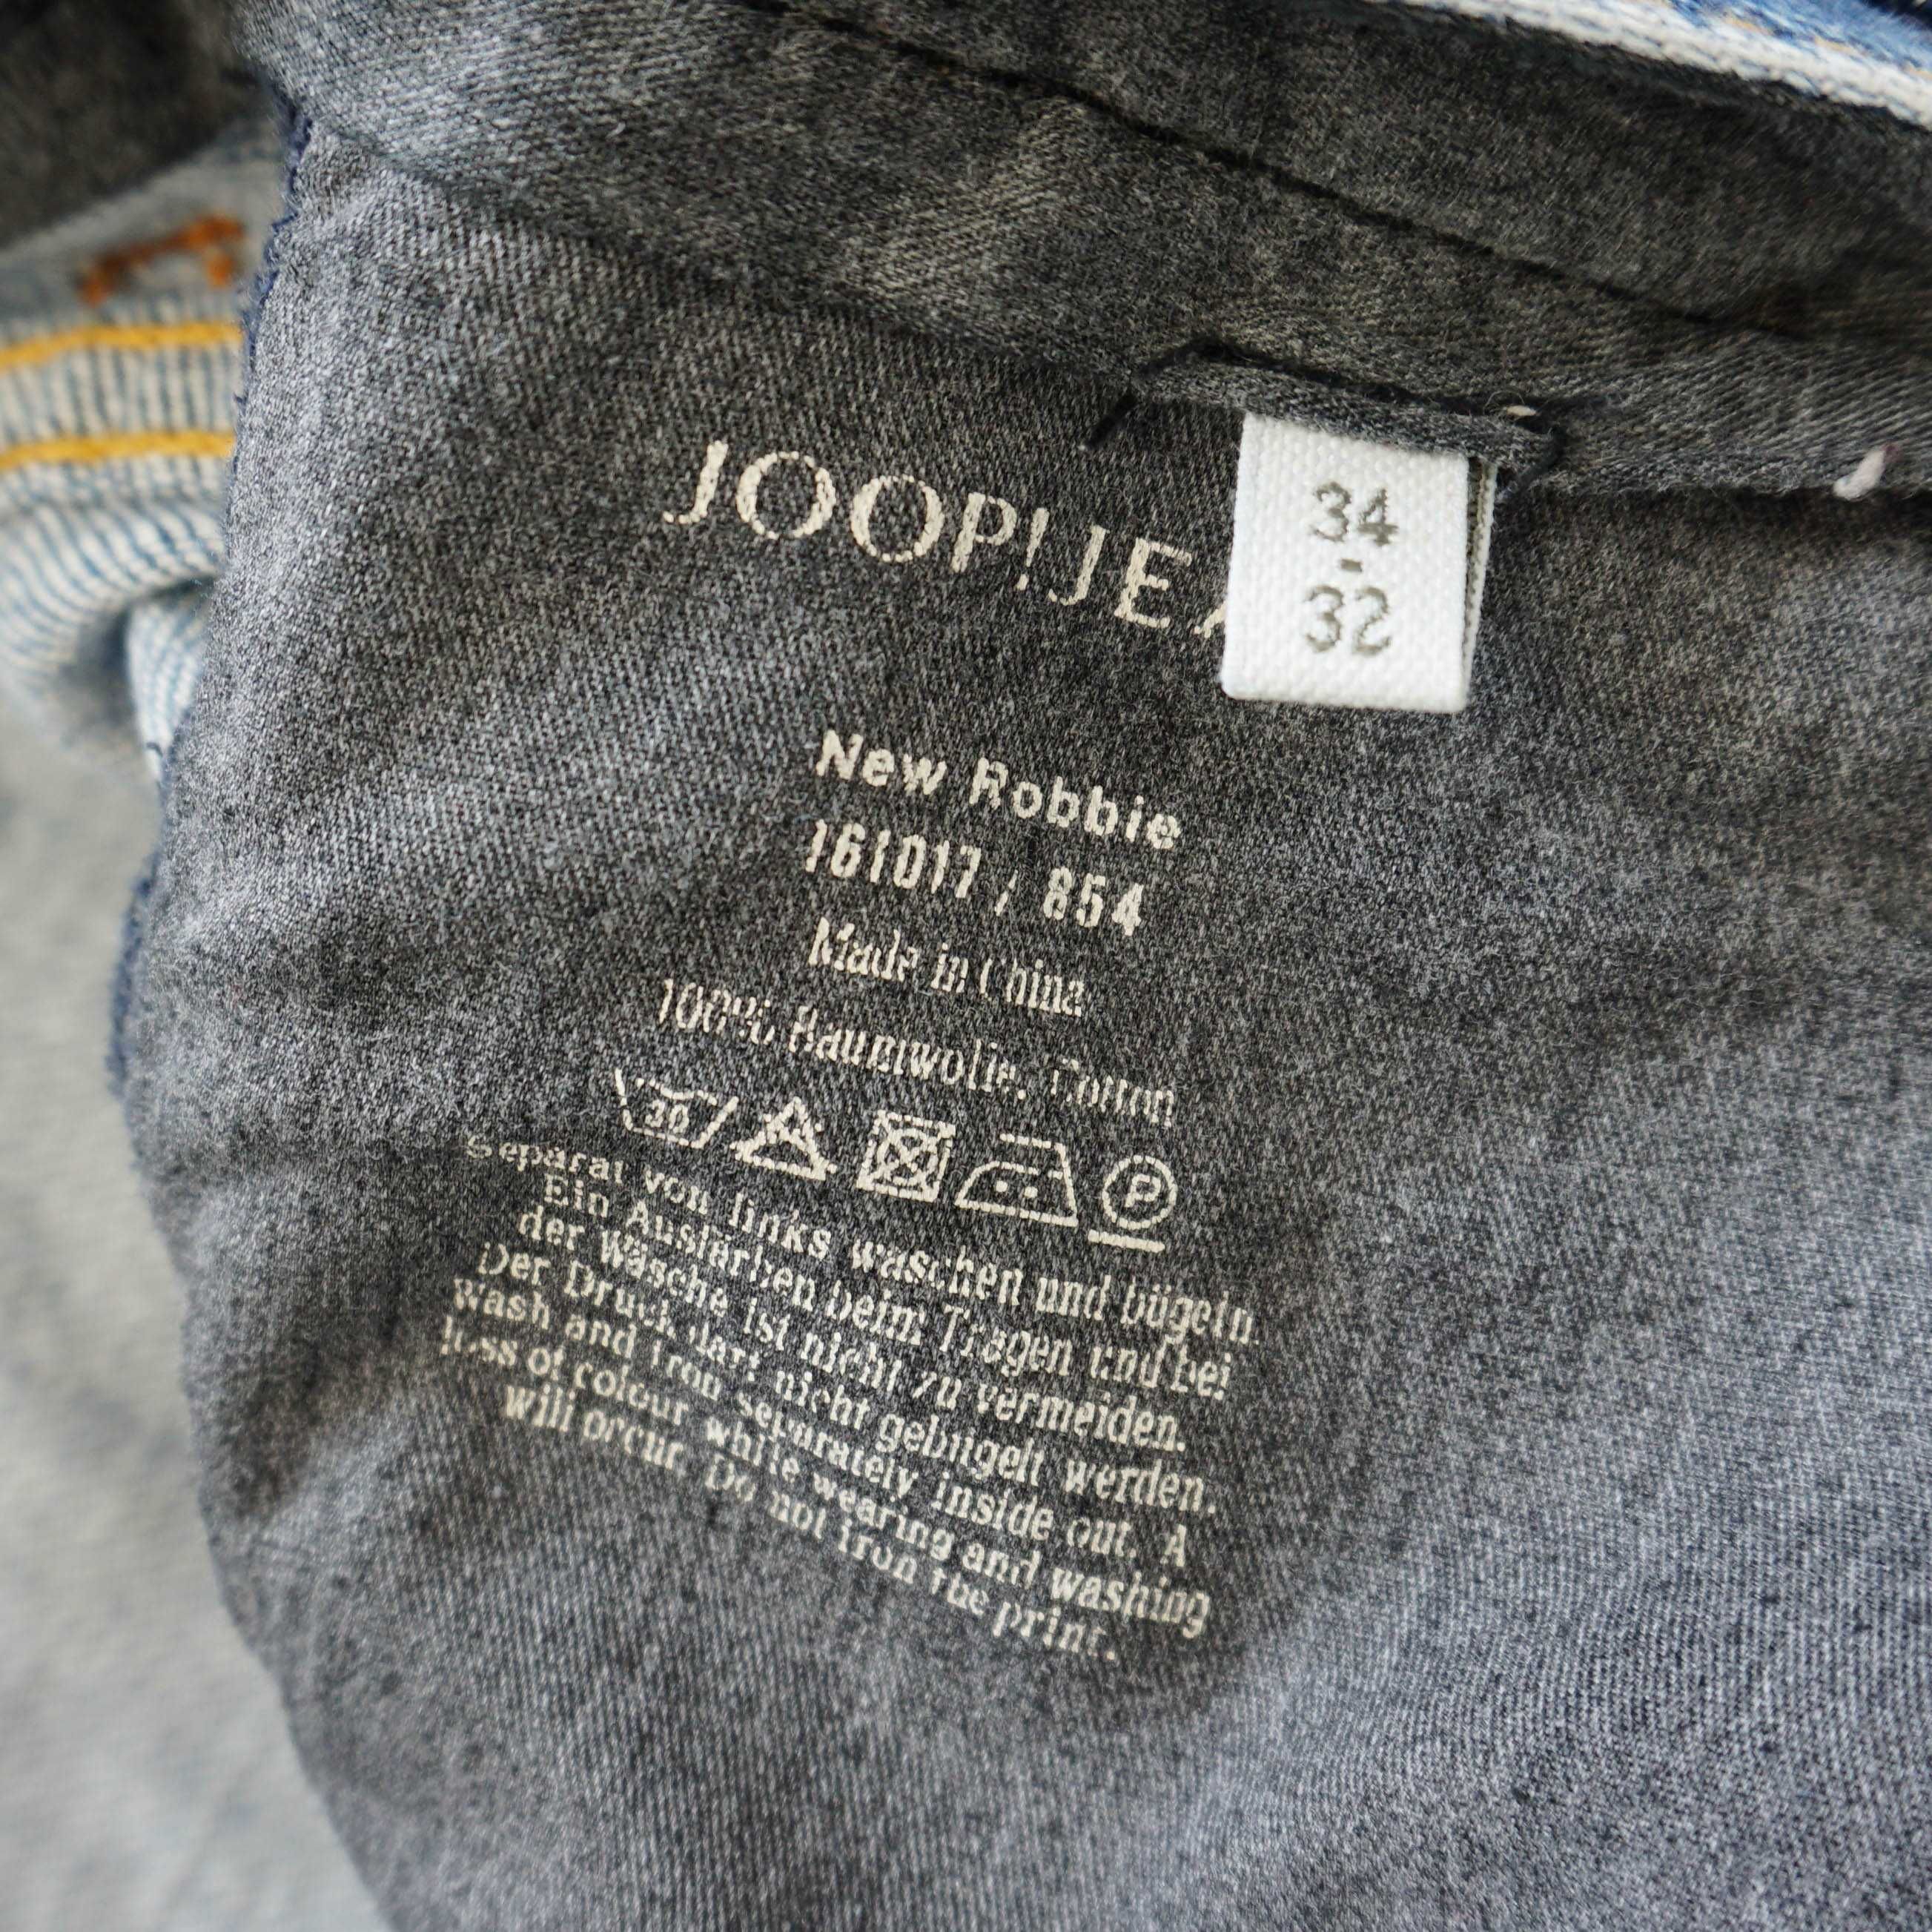 JOOP! JEA
34
-
32
New Robbie
161017 / 854
Made in China
100% Baumwolle, Cotton
30
P
Separat von links waschen und bügeln.
Ein Ausfärben beim Tragen und bei
der Wäsche ist nicht zu vermeiden.
Der Druck darf nicht gebügelt werden.
Wash and iron separately inside out. A
loss of colour while wearing and washing
will occur. Do not iron the print.